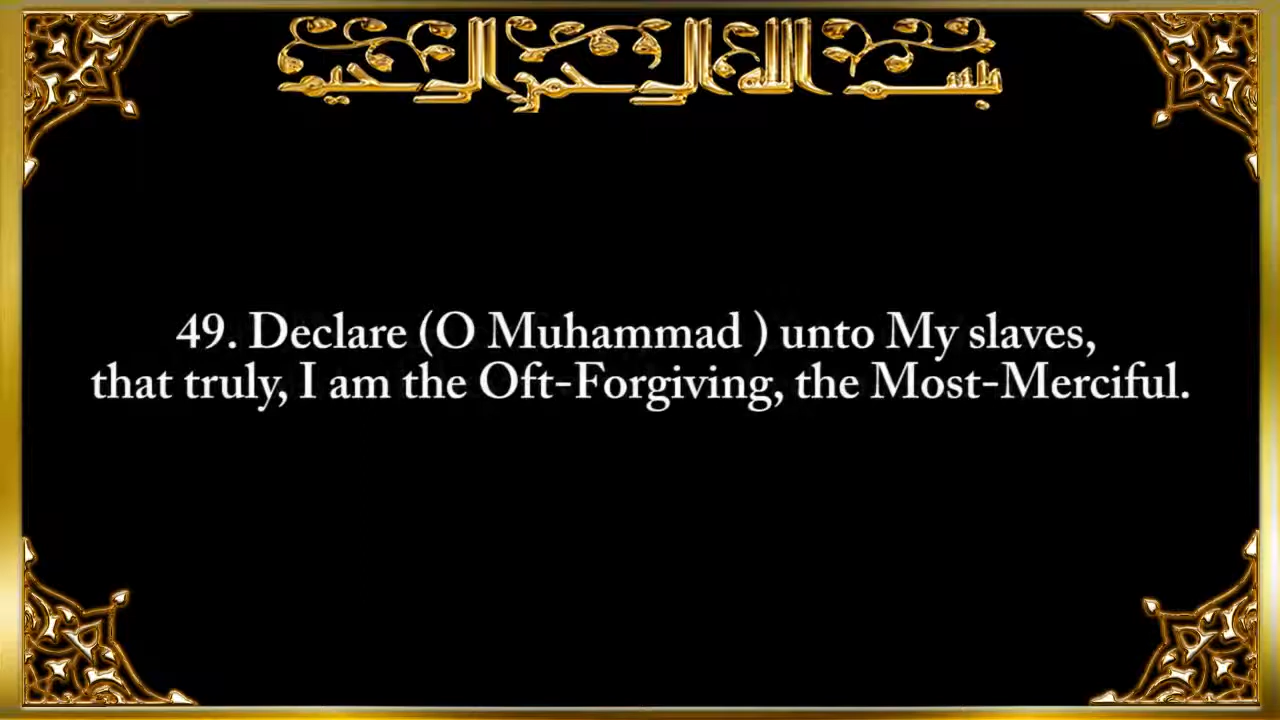 بسم الله الرحمن الرحيم
49. Declare (O Muhammad ) unto My slaves,
that truly, I am the Oft-Forgiving, the Most-Merciful.